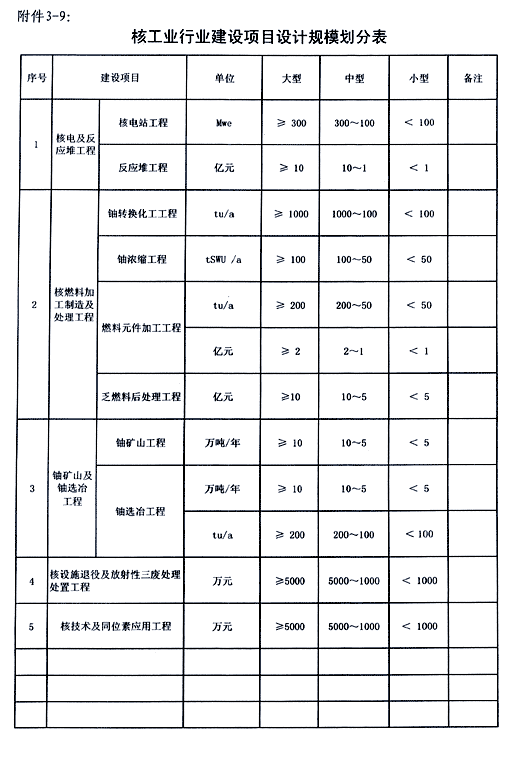 附件3-9:
核工业行业建设项目设计规模划分表
序号 建设项目 单位 大型 中型 小型 备注
1 核电及反应堆工程 核电站工程 Mwe ≥ 300 300~100 < 100
反应堆工程 亿元 ≥ 10 10~1 < 1
2 核燃料加工制造及处理工程 铀转换化工工程 tu/a ≥ 1000 1000~100 < 100
铀浓缩工程 tSWU /a ≥ 100 100~50 < 50
燃料元件加工工程 tu/a ≥ 200 200~50 < 50
亿元 ≥ 2 2~1 < 1
乏燃料后处理工程 亿元 ≥10 10~5 < 5
3 铀矿山及铀选冶工程 铀矿山工程 万吨/年 ≥ 10 10~5 < 5
铀选冶工程 万吨/年 ≥ 10 10~5 < 5
tu/a ≥ 200 200~100 < 100
4 核设施退役及放射性三废处理处置工程 万元 ≥5000 5000~1000 < 1000
5 核技术及同位素应用工程 万元 ≥5000 5000~1000 < 1000